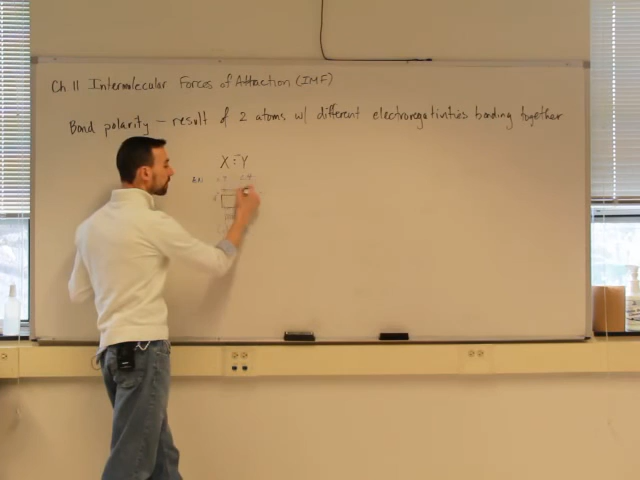 Ch 11 Intermolecular Forces of Attraction (IMF)
Bond polarity – result of 2 atoms w/ different electronegativities bonding together
X : Y